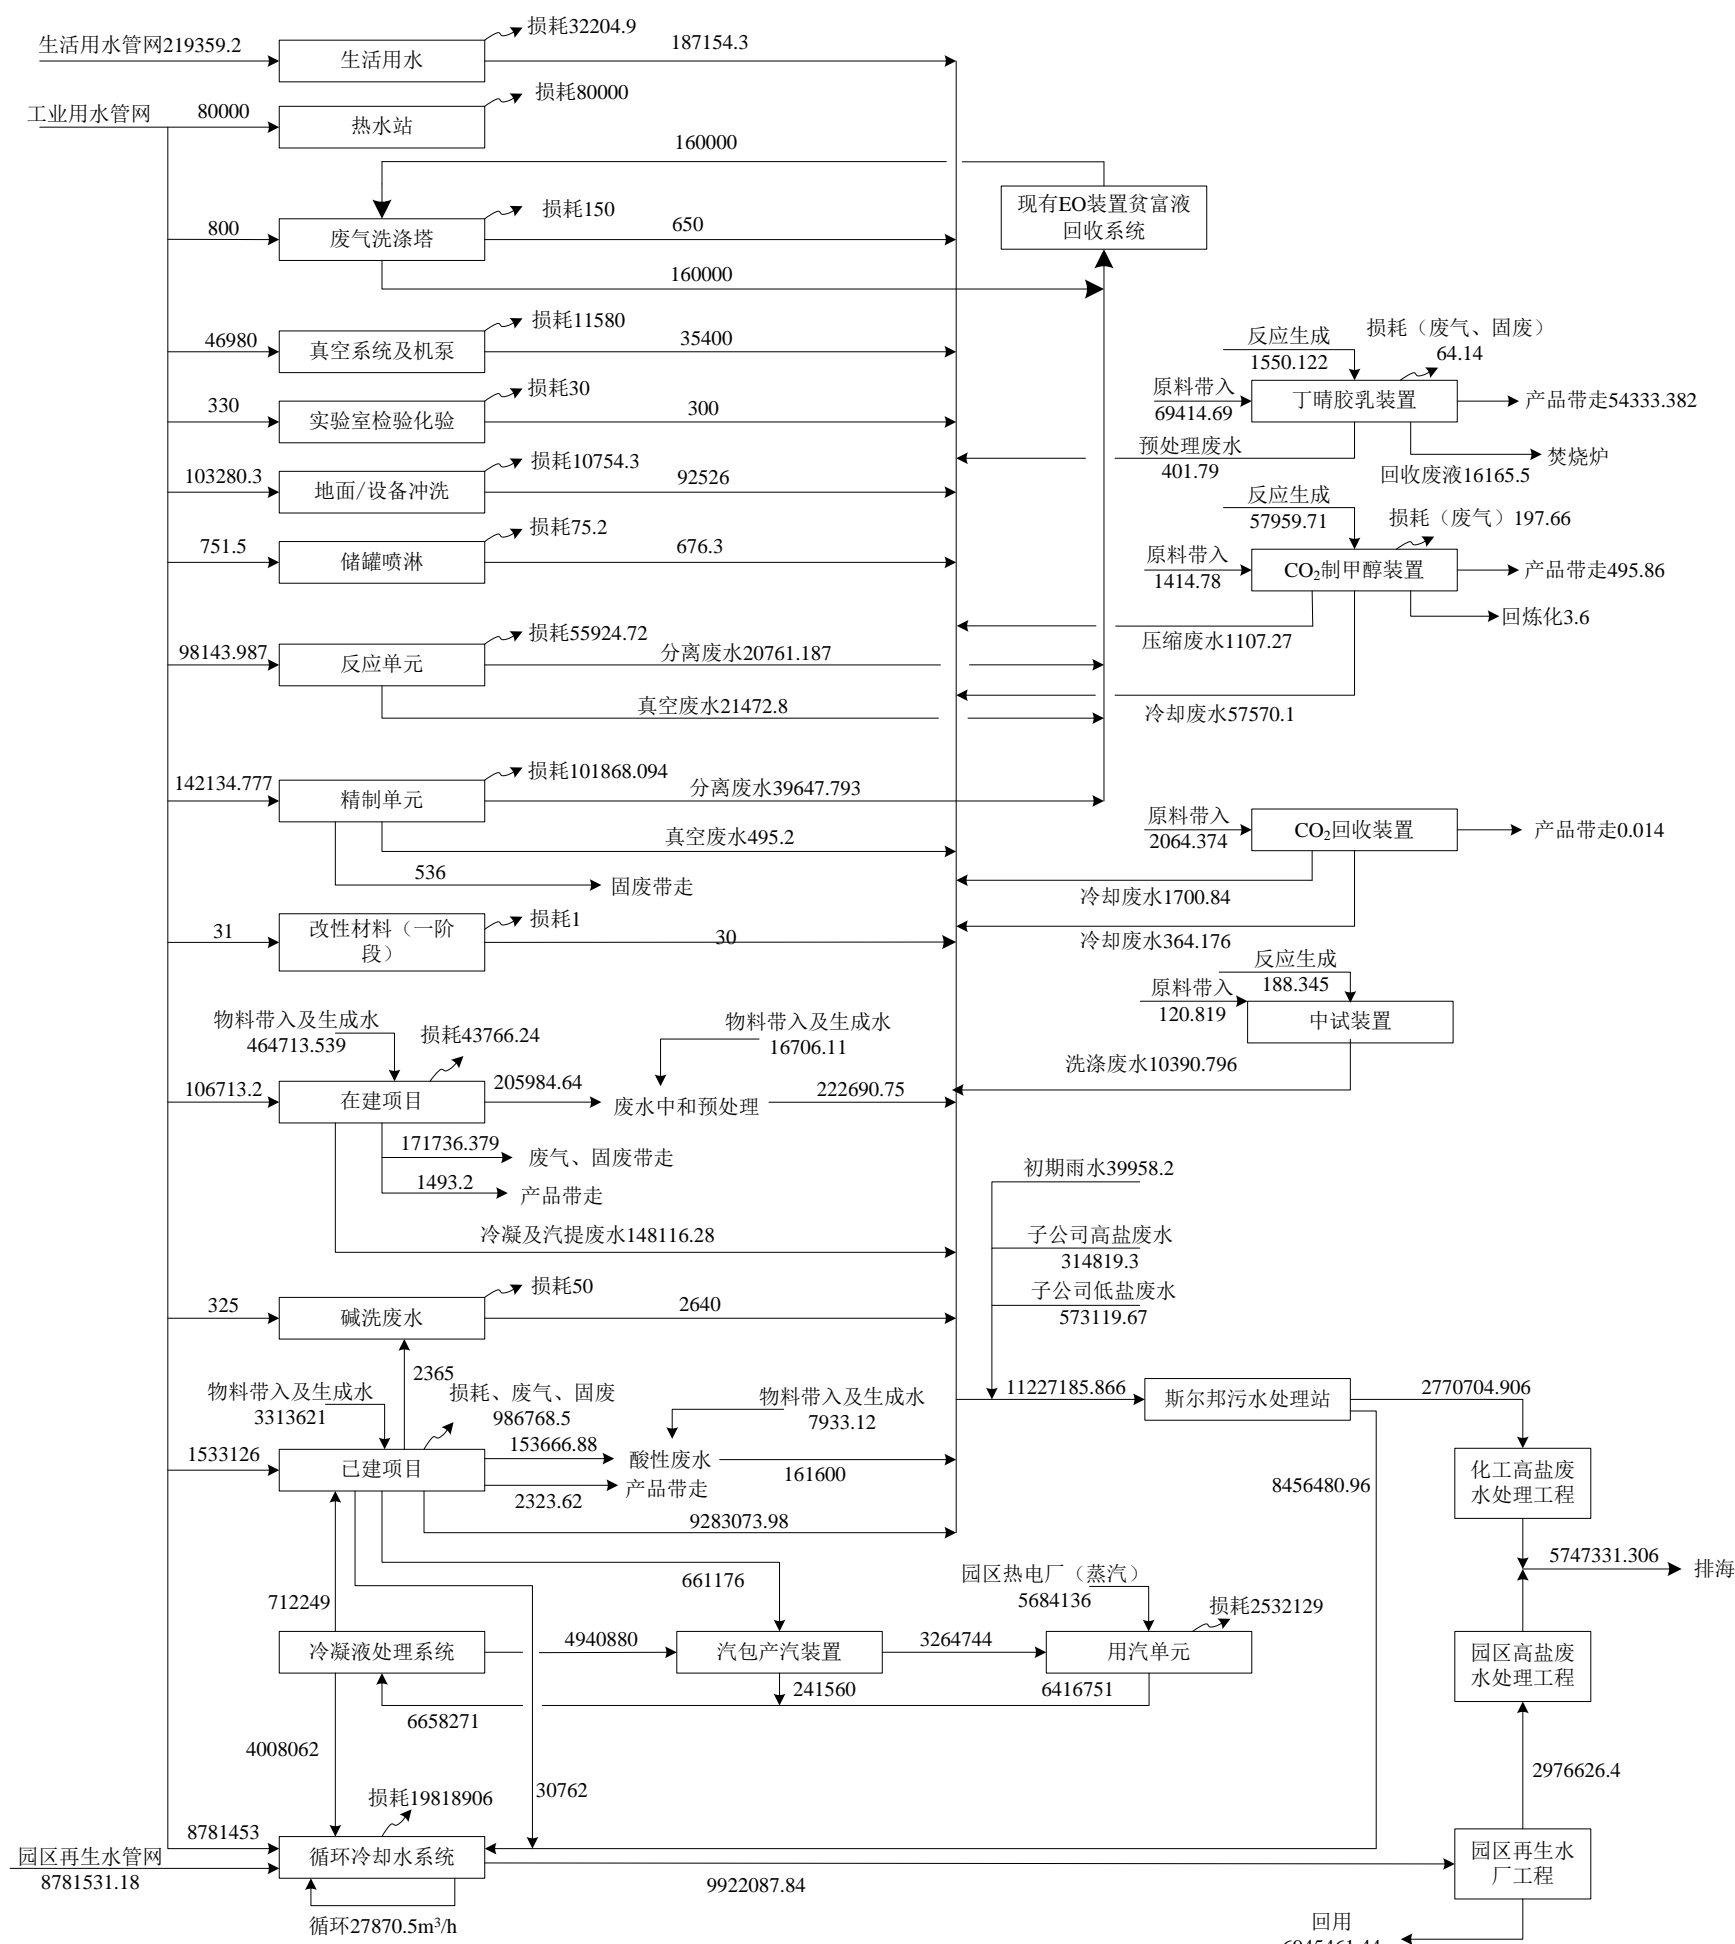 生活用水管网219359.2
生活用水
损耗32204.9
187154.3
工业用水管网
80000
热水站
损耗80000
160000
现有EO装置贫富液
回收系统
800
废气洗涤塔
损耗150
650
160000
46980
真空系统及机泵
损耗11580
35400
330
实验室检验化验
损耗30
300
103280.3
地面/设备冲洗
损耗10754.3
92526
751.5
储罐喷淋
损耗75.2
676.3
98143.987
反应单元
损耗55924.72
分离废水20761.187
真空废水21472.8
142134.777
精制单元
损耗101868.094
分离废水39647.793
真空废水495.2
536
固废带走
31
改性材料（一阶
段）
损耗1
30
物料带入及生成水
464713.539
损耗43766.24
106713.2
在建项目
205984.64
物料带入及生成水
16706.11
废水中和预处理
222690.75
171736.379
废气、固废带走
1493.2
产品带走
冷凝及汽提废水148116.28
325
碱洗废水
损耗50
2640
2365
物料带入及生成水
3313621
损耗、废气、固废
986768.5
1533126
已建项目
153666.88
物料带入及生成水
7933.12
酸性废水
161600
2323.62
产品带走
9283073.98
712249
661176
冷凝液处理系统
4940880
汽包产汽装置
3264744
园区热电厂（蒸汽）
5684136
用汽单元
损耗2532129
241560
6416751
6658271
4008062
30762
损耗19818906
8781453
园区再生水管网
8781531.18
循环冷却水系统
9922087.84
循环27870.5m³/h
反应生成
1550.122
损耗（废气、固废）
64.14
原料带入
69414.69
丁晴胶乳装置
产品带走54333.382
预处理废水
401.79
焚烧炉
回收废液16165.5
反应生成
57959.71
损耗（废气）197.66
原料带入
1414.78
CO₂制甲醇装置
产品带走495.86
回炼化3.6
压缩废水1107.27
冷却废水57570.1
原料带入
2064.374
CO₂回收装置
产品带走0.014
冷却废水1700.84
冷却废水364.176
反应生成
188.345
原料带入
120.819
中试装置
洗涤废水10390.796
初期雨水39958.2
子公司高盐废水
314819.3
子公司低盐废水
573119.67
11227185.866
斯尔邦污水处理站
2770704.906
8456480.96
化工高盐废
水处理工程
5747331.306
排海
园区高盐废
水处理工程
2976626.4
园区再生水
厂工程
回用